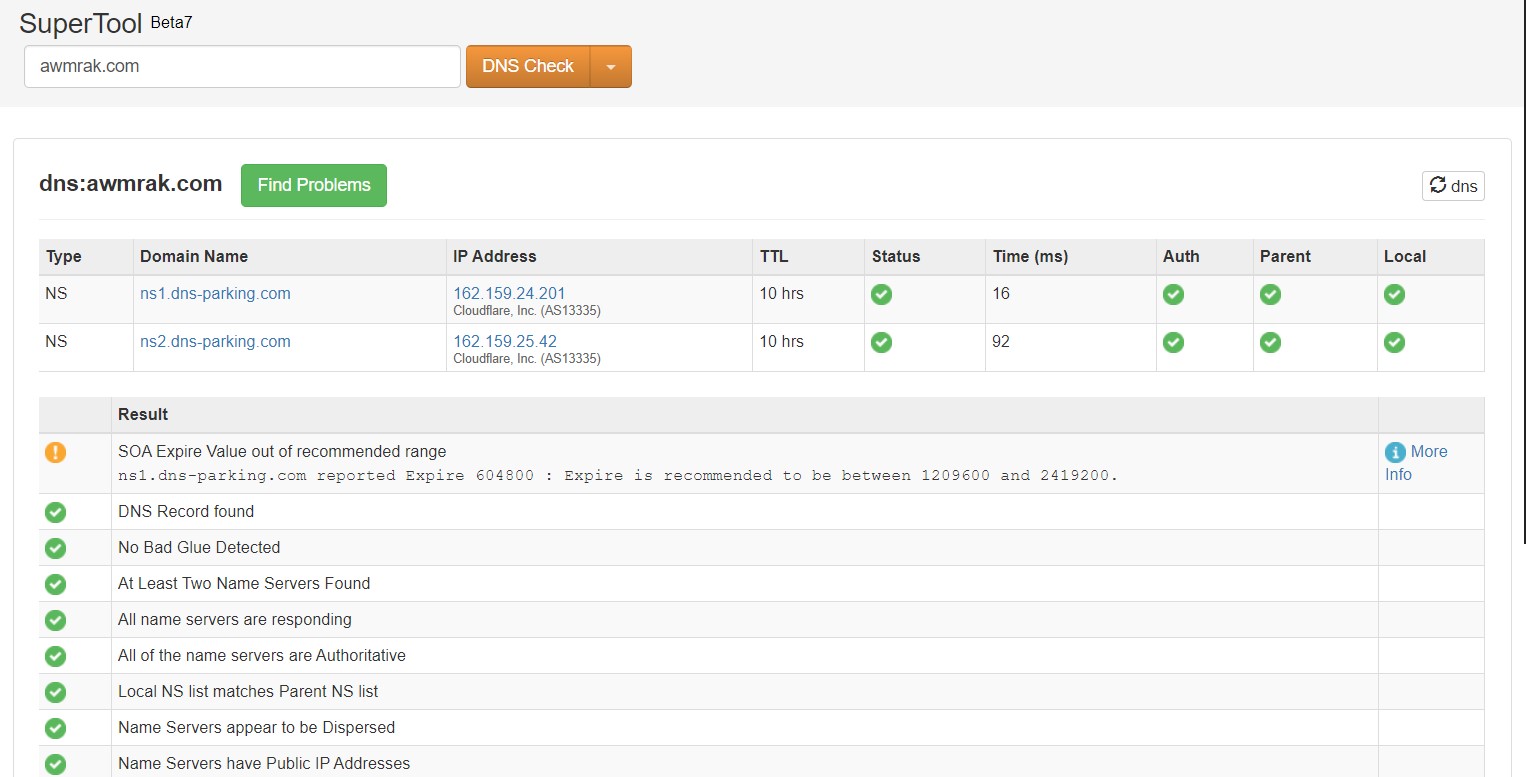 SuperTool Beta7
awmrak.com DNS Check
dns:awmrak.com Find Problems dns
Type Domain Name IP Address TTL Status Time (ms) Auth Parent Local
NS ns1.dns-parking.com 162.159.24.201 10 hrs 16
Cloudflare, Inc. (AS13335)
NS ns2.dns-parking.com 162.159.25.42 10 hrs 92
Cloudflare, Inc. (AS13335)
Result
SOA Expire Value out of recommended range
ns1.dns-parking.com reported Expire 604800 : Expire is recommended to be between 1209600 and 2419200.
More
Info
DNS Record found
No Bad Glue Detected
At Least Two Name Servers Found
All name servers are responding
All of the name servers are Authoritative
Local NS list matches Parent NS list
Name Servers appear to be Dispersed
Name Servers have Public IP Addresses